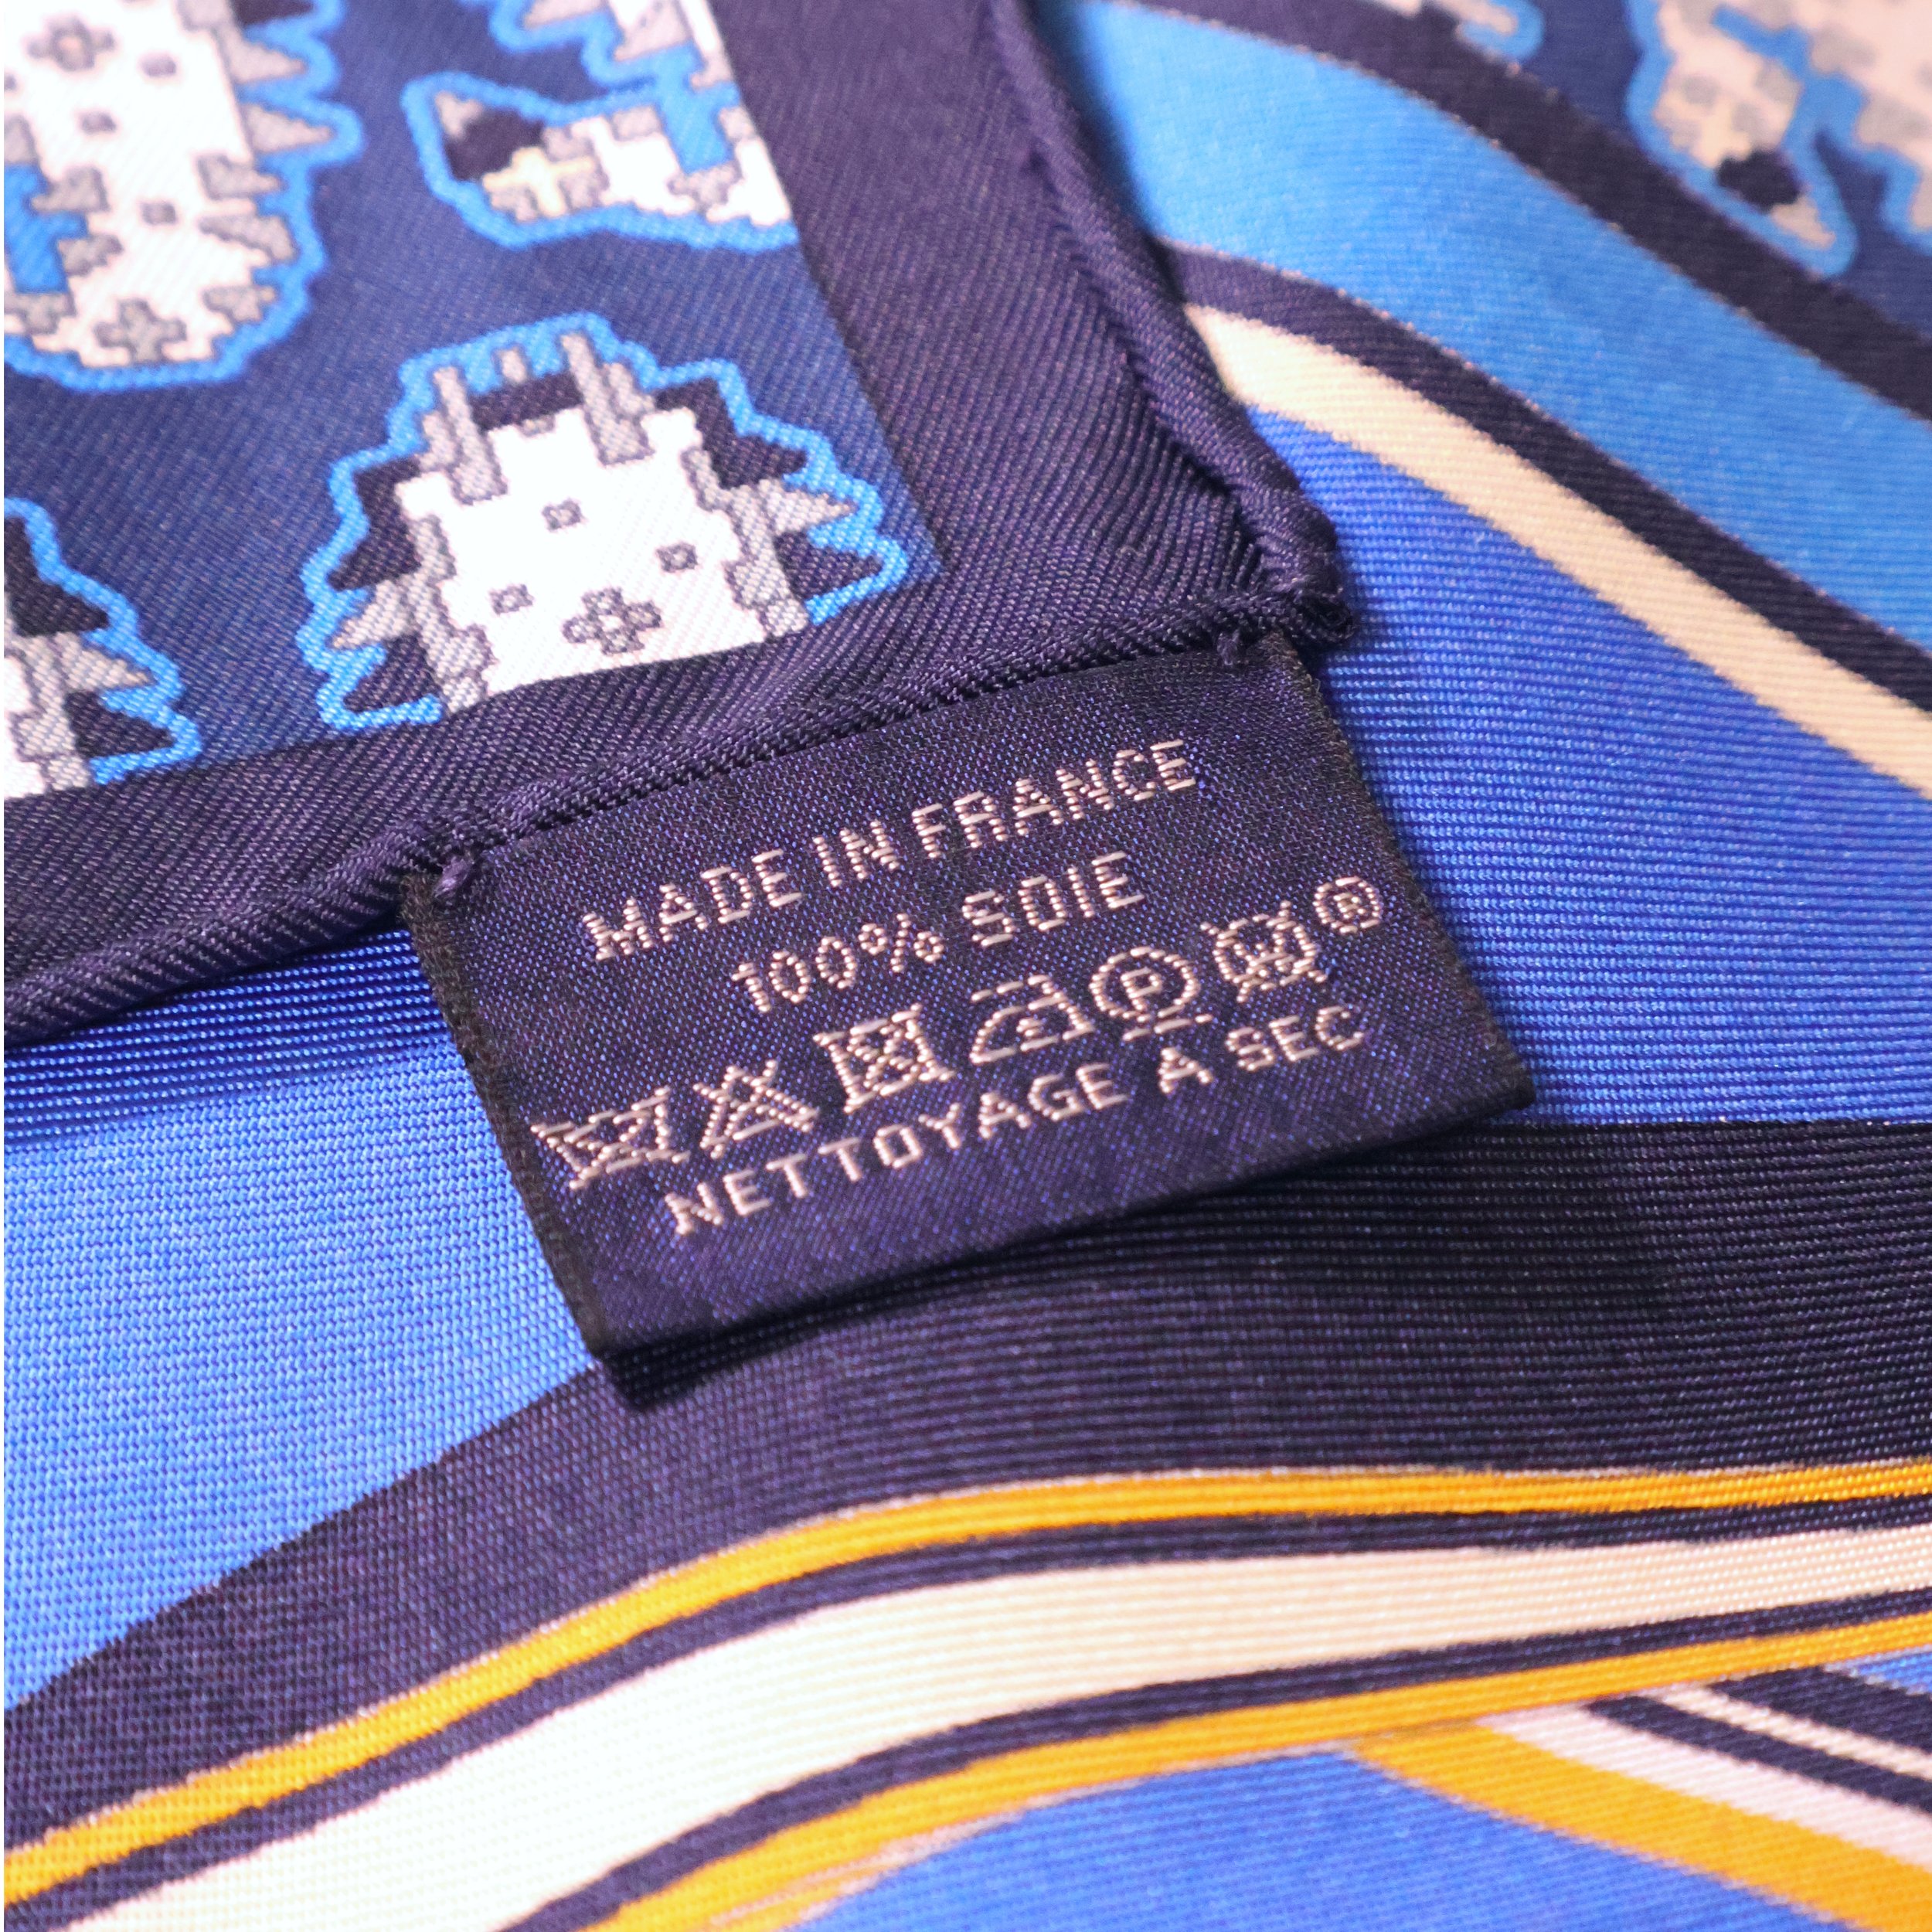 MADE IN FRANCE
100% SOIE
P W ®
NETTOYAGE A SEC